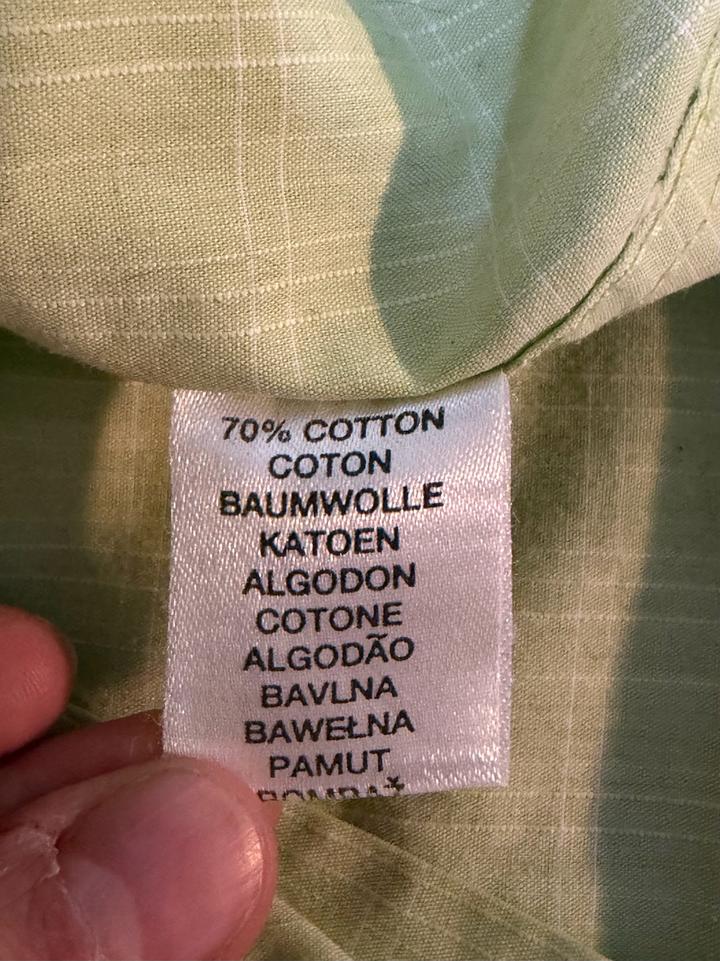 70% COTTON
COTON
BAUMWOLLE
KATOEN
ALGODON
COTONE
ALGODÃO
BAVLNA
BAWEŁNA
PAMUT